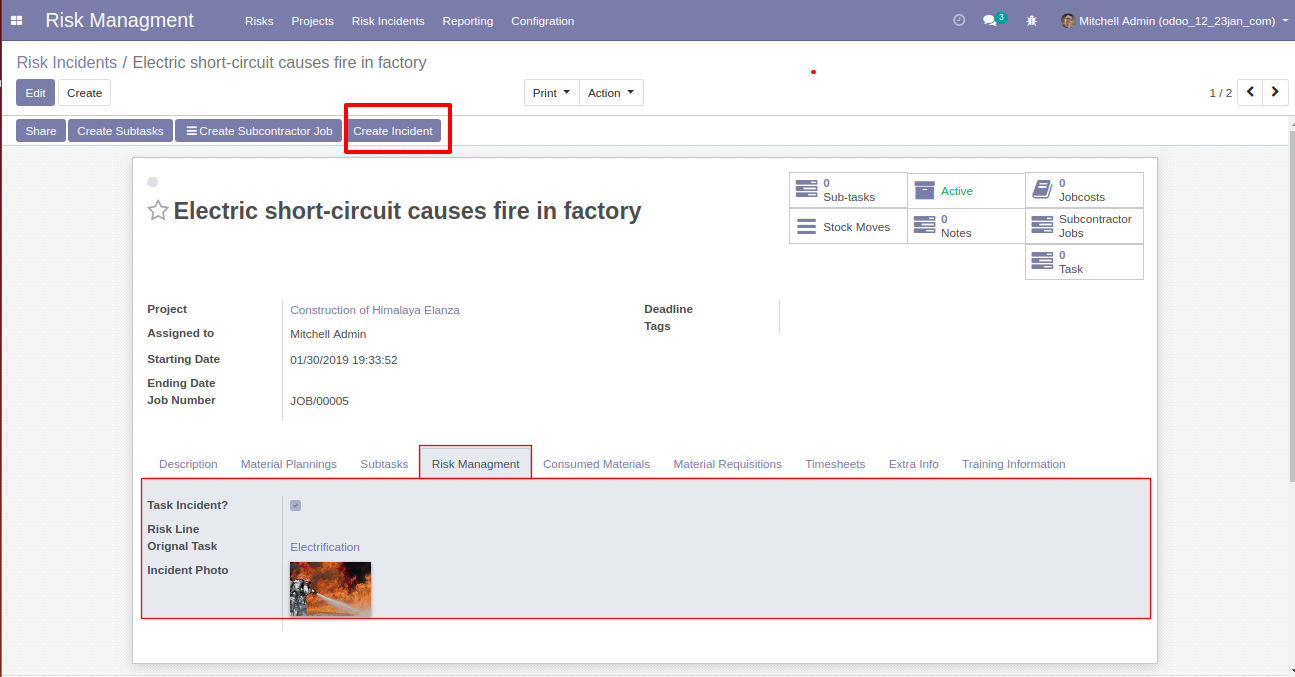 Risk Managment Risks Projects Risk Incidents Reporting Configration 3 Mitchell Admin (odoo_12_23jan_com)
Risk Incidents / Electric short-circuit causes fire in factory
Edit Create Print Action 1 / 2
Share Create Subtasks Create Subcontractor Job Create Incident
0 Sub-tasks
Active
0 Jobcosts
Electric short-circuit causes fire in factory
Stock Moves
0 Notes
Subcontractor Jobs
0 Task
Project Construction of Himalaya Elanza
Assigned to Mitchell Admin
Starting Date 01/30/2019 19:33:52
Ending Date
Job Number JOB/00005
Deadline
Tags
Description Material Plannings Subtasks Risk Managment Consumed Materials Material Requisitions Timesheets Extra Info Training Information
Task Incident?
Risk Line
Orignal Task Electrification
Incident Photo